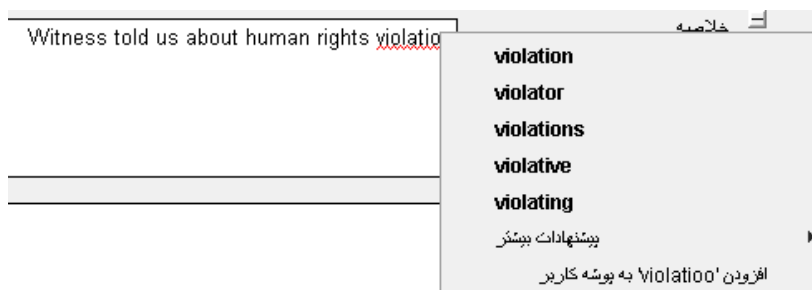 خلاصه
Witness told us about human rights violatio
violation
violator
violations
violative
violating
پیشنهادات بیشتر
افزودن 'violatioo' به پوشه کاربر